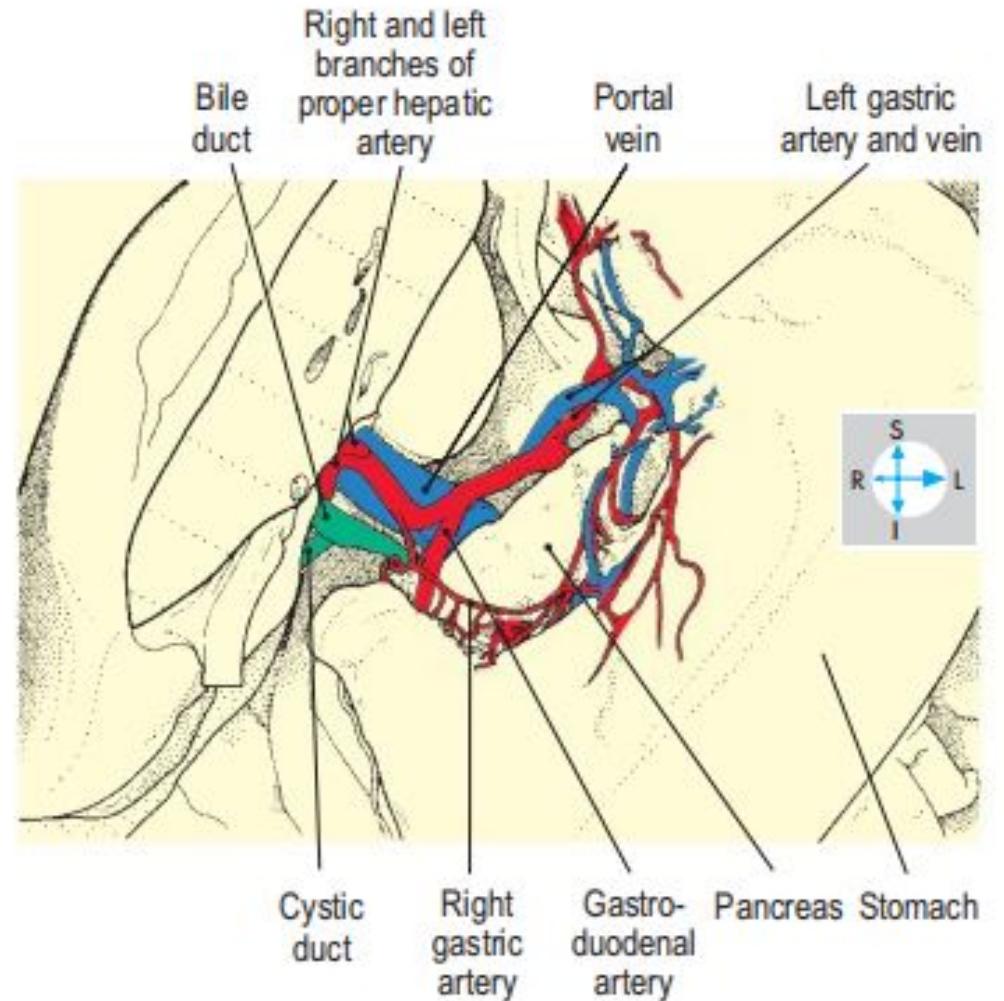 Right and left
branches of
proper hepatic
artery
Bile
duct
Portal
vein
Left gastric
artery and vein
S
R
L
I
Cystic
duct
Right
gastric
artery
Gastro-
duodenal
artery
Pancreas
Stomach